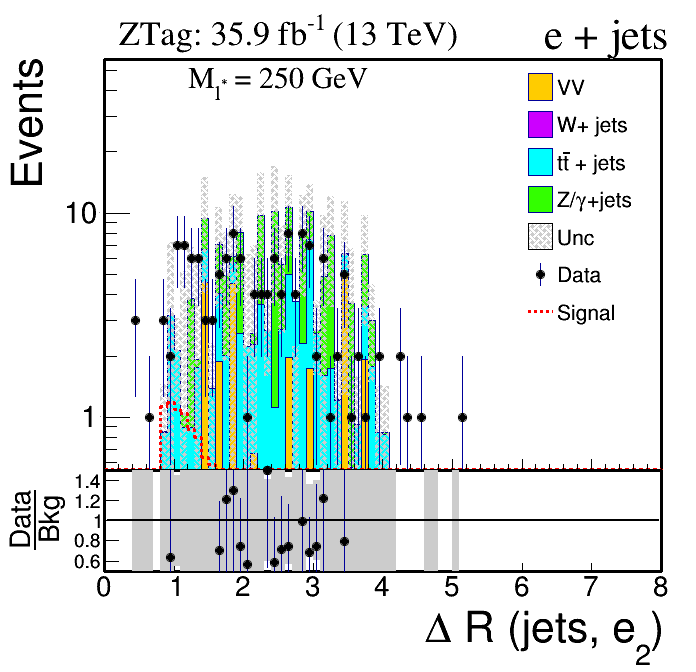 ZTag: 35.9 fb⁻¹ (13 TeV)
e + jets
M_l* = 250 GeV
Events
10
1
VV
W+ jets
tt̄ + jets
Z/γ+jets
Unc
Data
Signal
Data
Bkg
1.4
1.2
1
0.8
0.6
0 1 2 3 4 5 6 7 8
Δ R (jets, e₂)